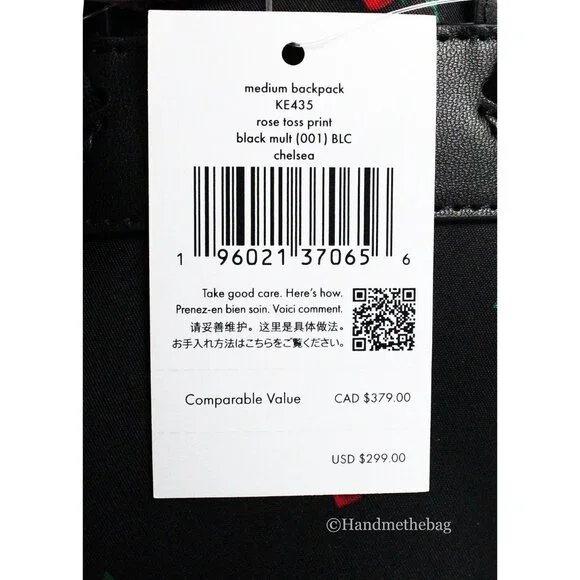 medium backpack
KE435
rose toss print
black mult (001) BLC
chelsea
1 96021 37065 6
Take good care. Here's how.
Prenez-en bien soin. Voici comment.
请妥善维护。这里是具体做法。
お手入れ方法はこちらをご覧ください。
Comparable Value CAD $379.00
USD $299.00
©Handmethebag